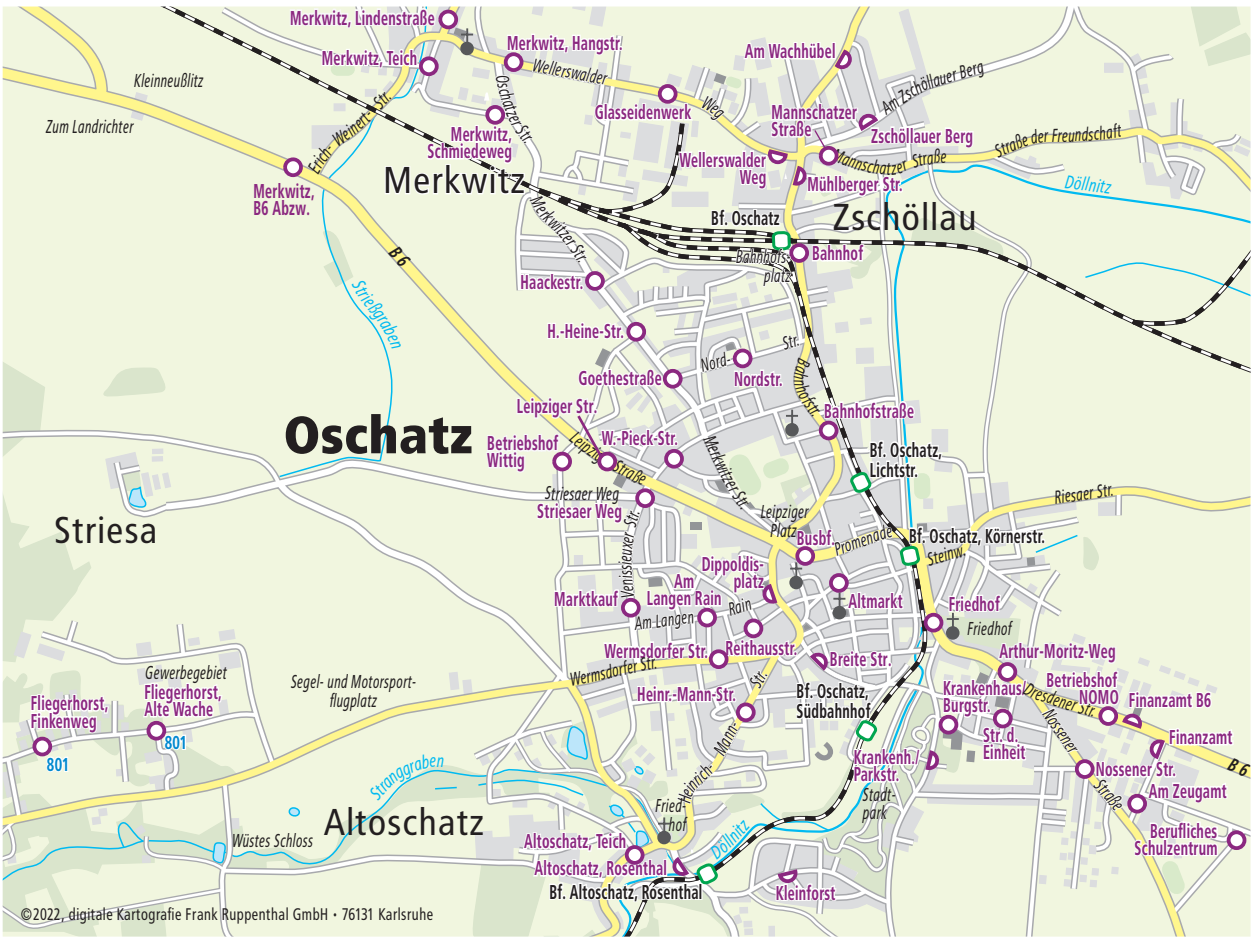 Merkwitz, Lindenstraße
Merkwitz, Teich
Merkwitz, Hangstr.
Wellerswalder
Weg
Am Wachhübel
Kleinneußlitz
Zum Landrichter
Erich-Weinert-Str.
Oschatzer Str.
Merkwitz,
Schmiedeweg
Glasseidenwerk
Mannschatzer
Straße
Am Zschöllauer Berg
Zschöllauer Berg
Straße der Freundschaft
Mannschatzer Straße
Wellerswalder
Weg
Mühlberger Str.
Döllnitz
Merkwitz,
B6 Abzw.
Merkwitz
Zschöllau
Bf. Oschatz
Bahnhofs-
platz
Bahnhof
Merkwitzer Str.
B 6
Haackestr.
Strießgraben
H.-Heine-Str.
Nord-
Str.
Nordstr.
Goethestraße
Bahnhofstr.
Leipziger Str.
Bahnhofstraße
Oschatz
Betriebshof
Wittig
Leipzig
Straße
W.-Pieck-Str.
Merkwitzer Str.
Bf. Oschatz,
Lichtstr.
Striesaer Weg
Striesaer Weg
Riesaer Str.
Striesa
Leipziger
Platz
Busbf.
Promenade
Bf. Oschatz, Körnerstr.
Steinw.
Venissieuxer Str.
Dippoldis-
platz
Am
Langen Rain
Marktkauf
Am Langen
Rain
Altmarkt
Friedhof
Friedhof
Wermsdorfer Str.
Reithausstr.
Wermsdorfer Str.
Breite Str.
Arthur-Moritz-Weg
Gewerbegebiet
Segel- und Motorsport-
flugplatz
Fliegerhorst,
Finkenweg
801
Fliegerhorst,
Alte Wache
801
Heinr.-Mann-Str.
Heinrich-Mann-
Str.
Bf. Oschatz,
Südbahnhof
Krankenhaus/
Burgstr.
Str. d.
Einheit
Dresdener Str.
Betriebshof
NOMO
Finanzamt B6
Finanzamt
B 6
Krankenh./
Parkstr.
Stadt-
park
Nossener
Straße
Nossener Str.
Am Zeugamt
Berufliches
Schulzentrum
Stranggraben
Altoschatz
Wüstes Schloss
Fried-
hof
Altoschatz, Teich
Altoschatz, Rosenthal
Döllnitz
Bf. Altoschatz, Rosenthal
Kleinforst
©2022, digitale Kartografie Frank Ruppenthal GmbH • 76131 Karlsruhe